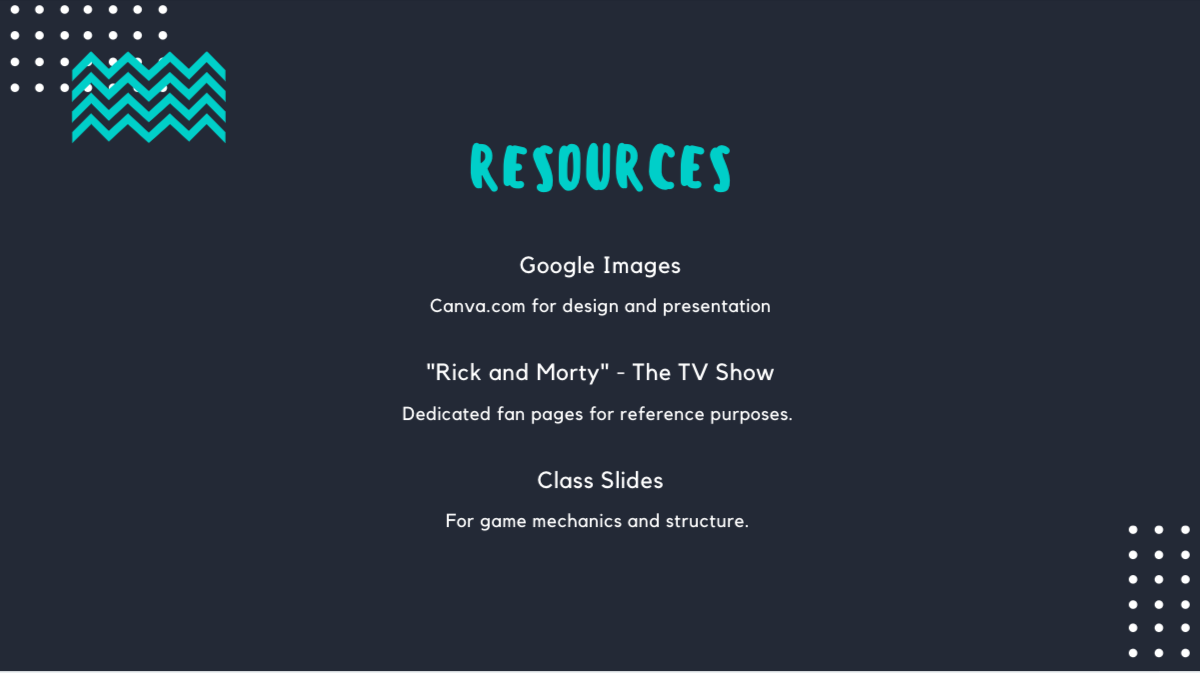 RESOURCES
Google Images
Canva.com for design and presentation
"Rick and Morty" - The TV Show
Dedicated fan pages for reference purposes.
Class Slides
For game mechanics and structure.